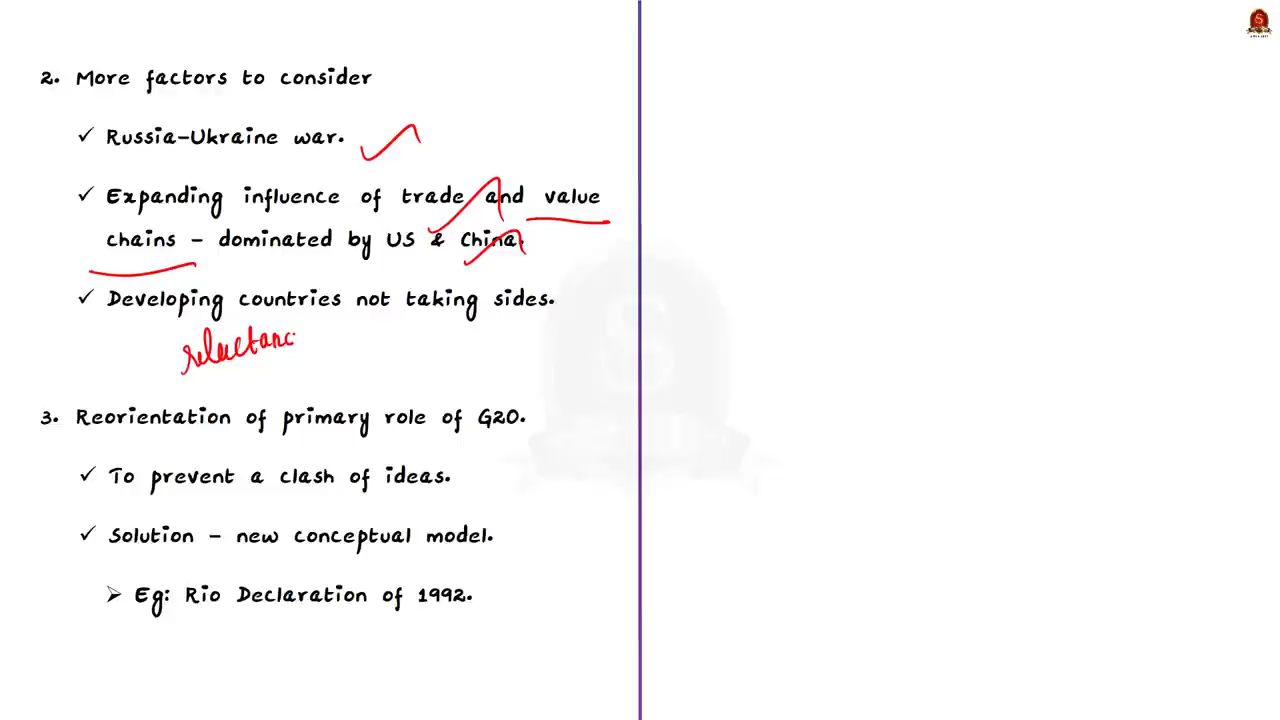 2. More factors to consider
✓ Russia-Ukraine war.
✓ Expanding influence of trade and value
chains - dominated by US & China.
✓ Developing countries not taking sides.
reluctanc
3. Reorientation of primary role of G20.
✓ To prevent a clash of ideas.
✓ Solution - new conceptual model.
➢ Eg: Rio Declaration of 1992.